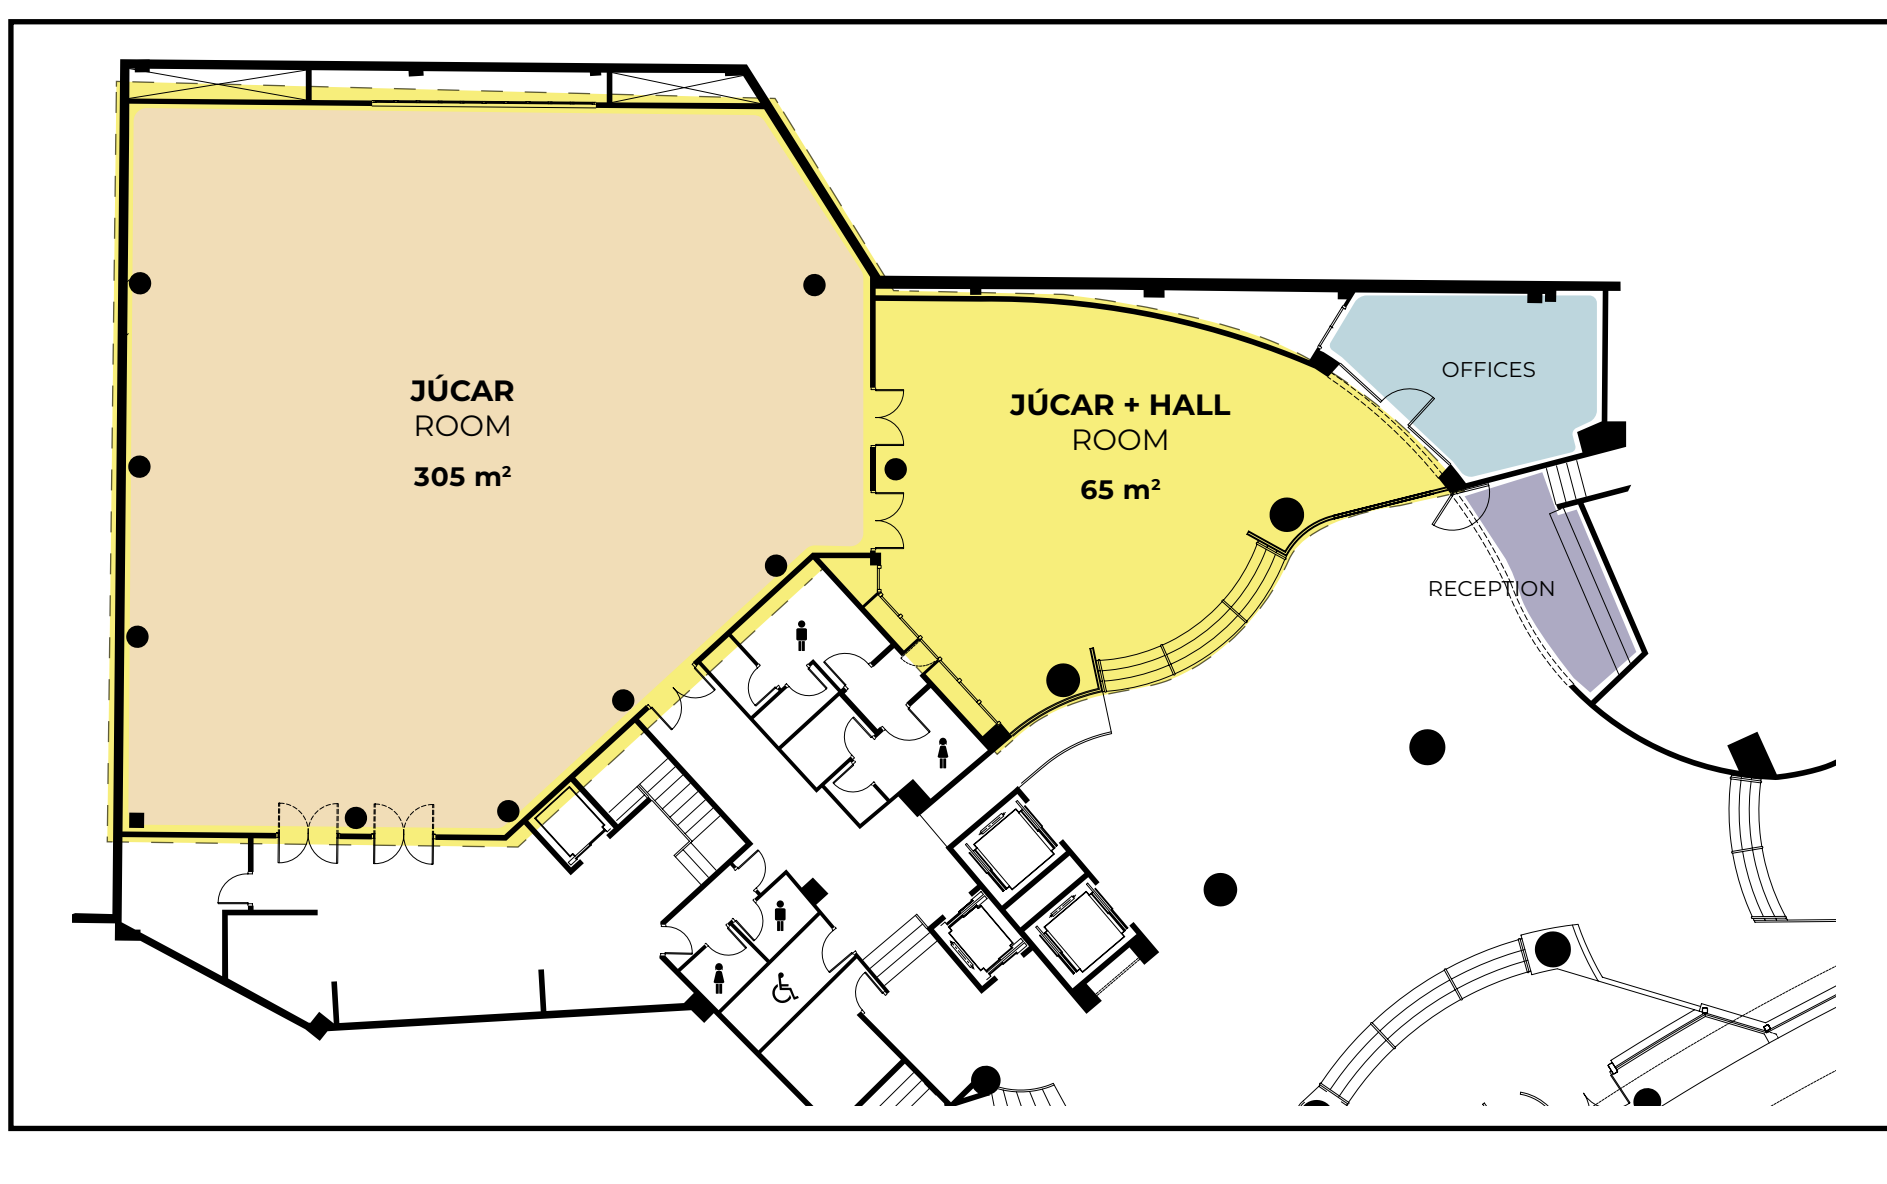 JÚCAR
ROOM
305 m²
JÚCAR + HALL
ROOM
65 m²
OFFICES
RECEPTION